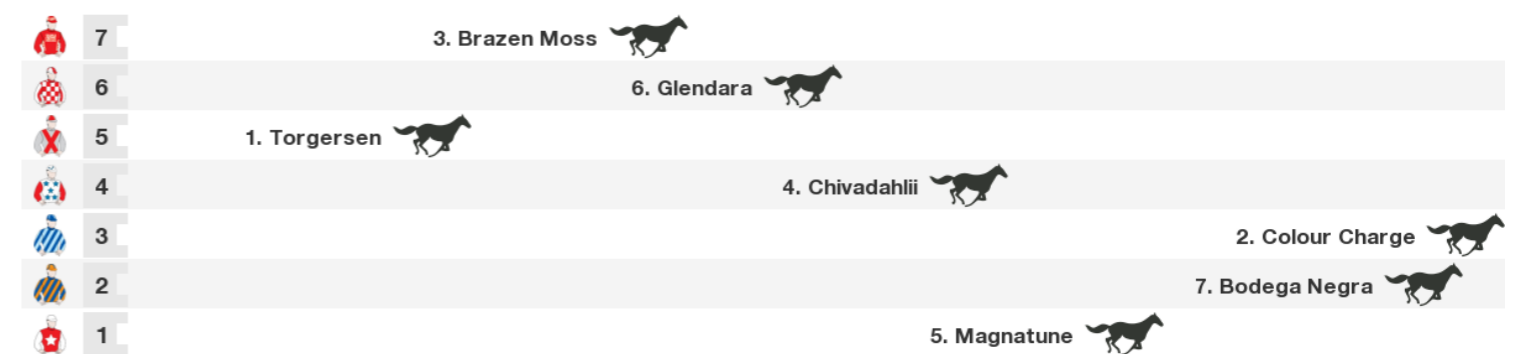 7 3. Brazen Moss
6 6. Glendara
5 1. Torgersen
4 4. Chivadahlii
3 2. Colour Charge
2 7. Bodega Negra
1 5. Magnatune